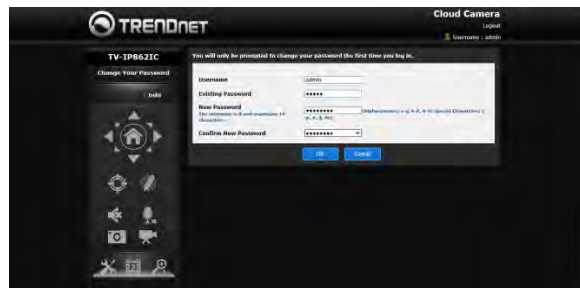 TRENDNET
Cloud Camera
Logout
Username : admin
TV-IP862IC
You will only be prompted to change your password the first time you log in.
Change Your Password
Username
admin
Info
Existing Password
•••••
New Password
••••••••
Confirm New Password
••••••••
OK
Cancel